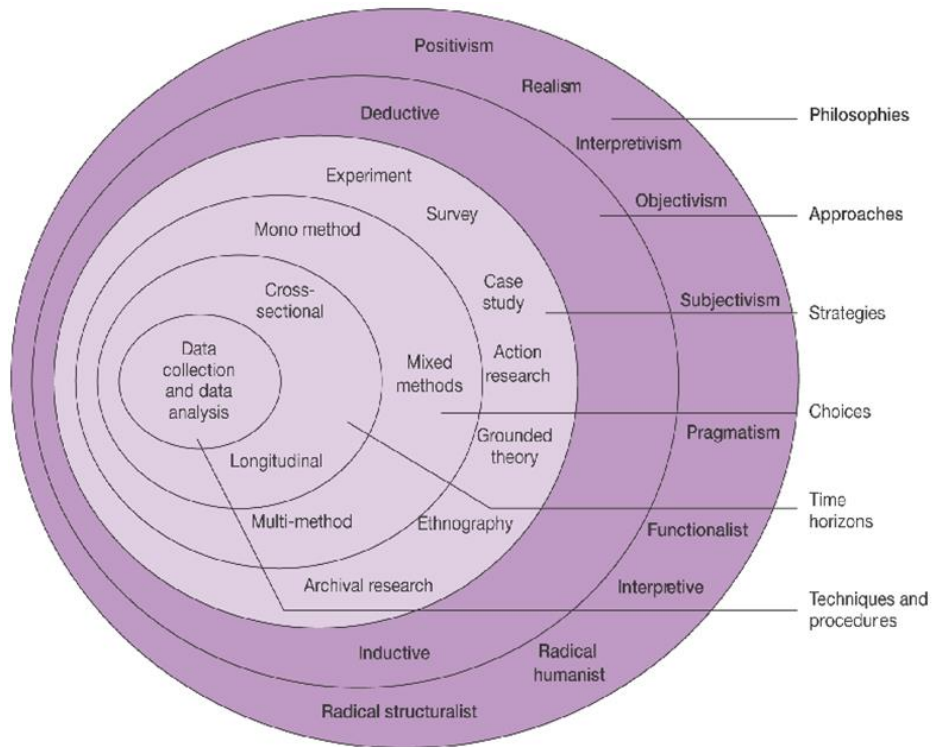 Positivism
Realism
Philosophies
Deductive
Interpretivism
Experiment
Objectivism
Approaches
Survey
Mono method
Case
study
Subjectivism
Strategies
Cross-
sectional
Data
collection
and data
analysis
Mixed
methods
Action
research
Choices
Pragmatism
Grounded
theory
Longitudinal
Time
horizons
Multi-method
Ethnography
Functionalist
Archival research
Interpretive
Techniques and
procedures
Inductive
Radical
humanist
Radical structuralist